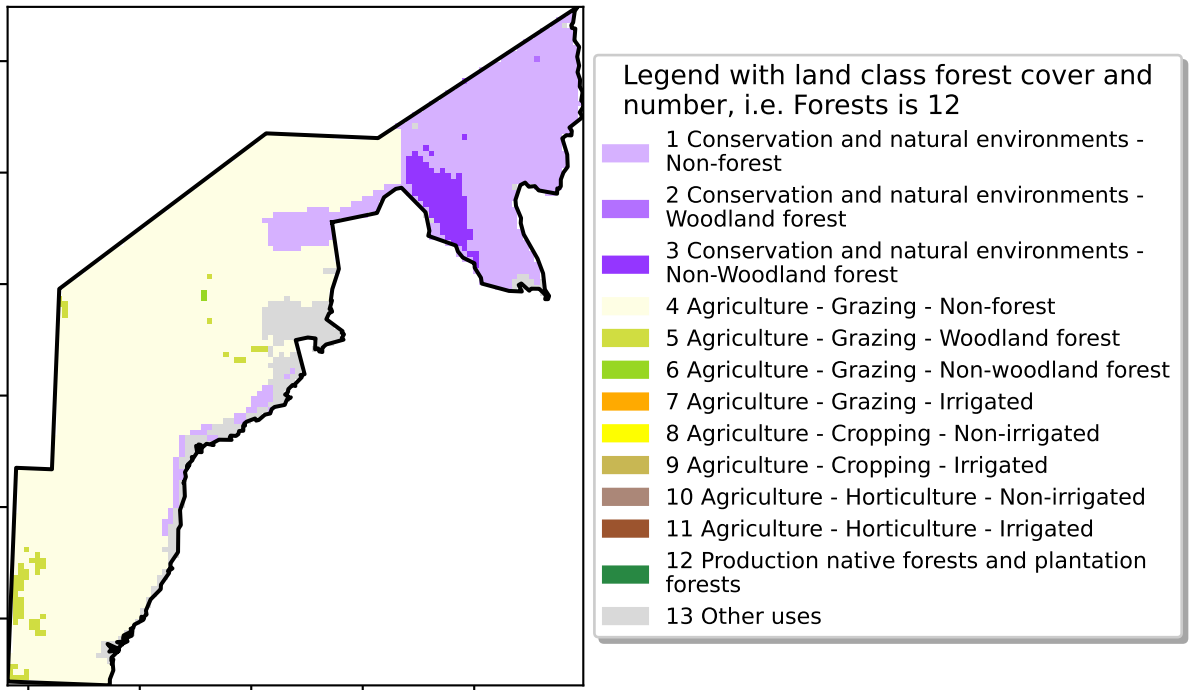 Legend with land class forest cover and
number, i.e. Forests is 12
1 Conservation and natural environments -
Non-forest
2 Conservation and natural environments -
Woodland forest
3 Conservation and natural environments -
Non-Woodland forest
4 Agriculture - Grazing - Non-forest
5 Agriculture - Grazing - Woodland forest
6 Agriculture - Grazing - Non-woodland forest
7 Agriculture - Grazing - Irrigated
8 Agriculture - Cropping - Non-irrigated
9 Agriculture - Cropping - Irrigated
10 Agriculture - Horticulture - Non-irrigated
11 Agriculture - Horticulture - Irrigated
12 Production native forests and plantation
forests
13 Other uses